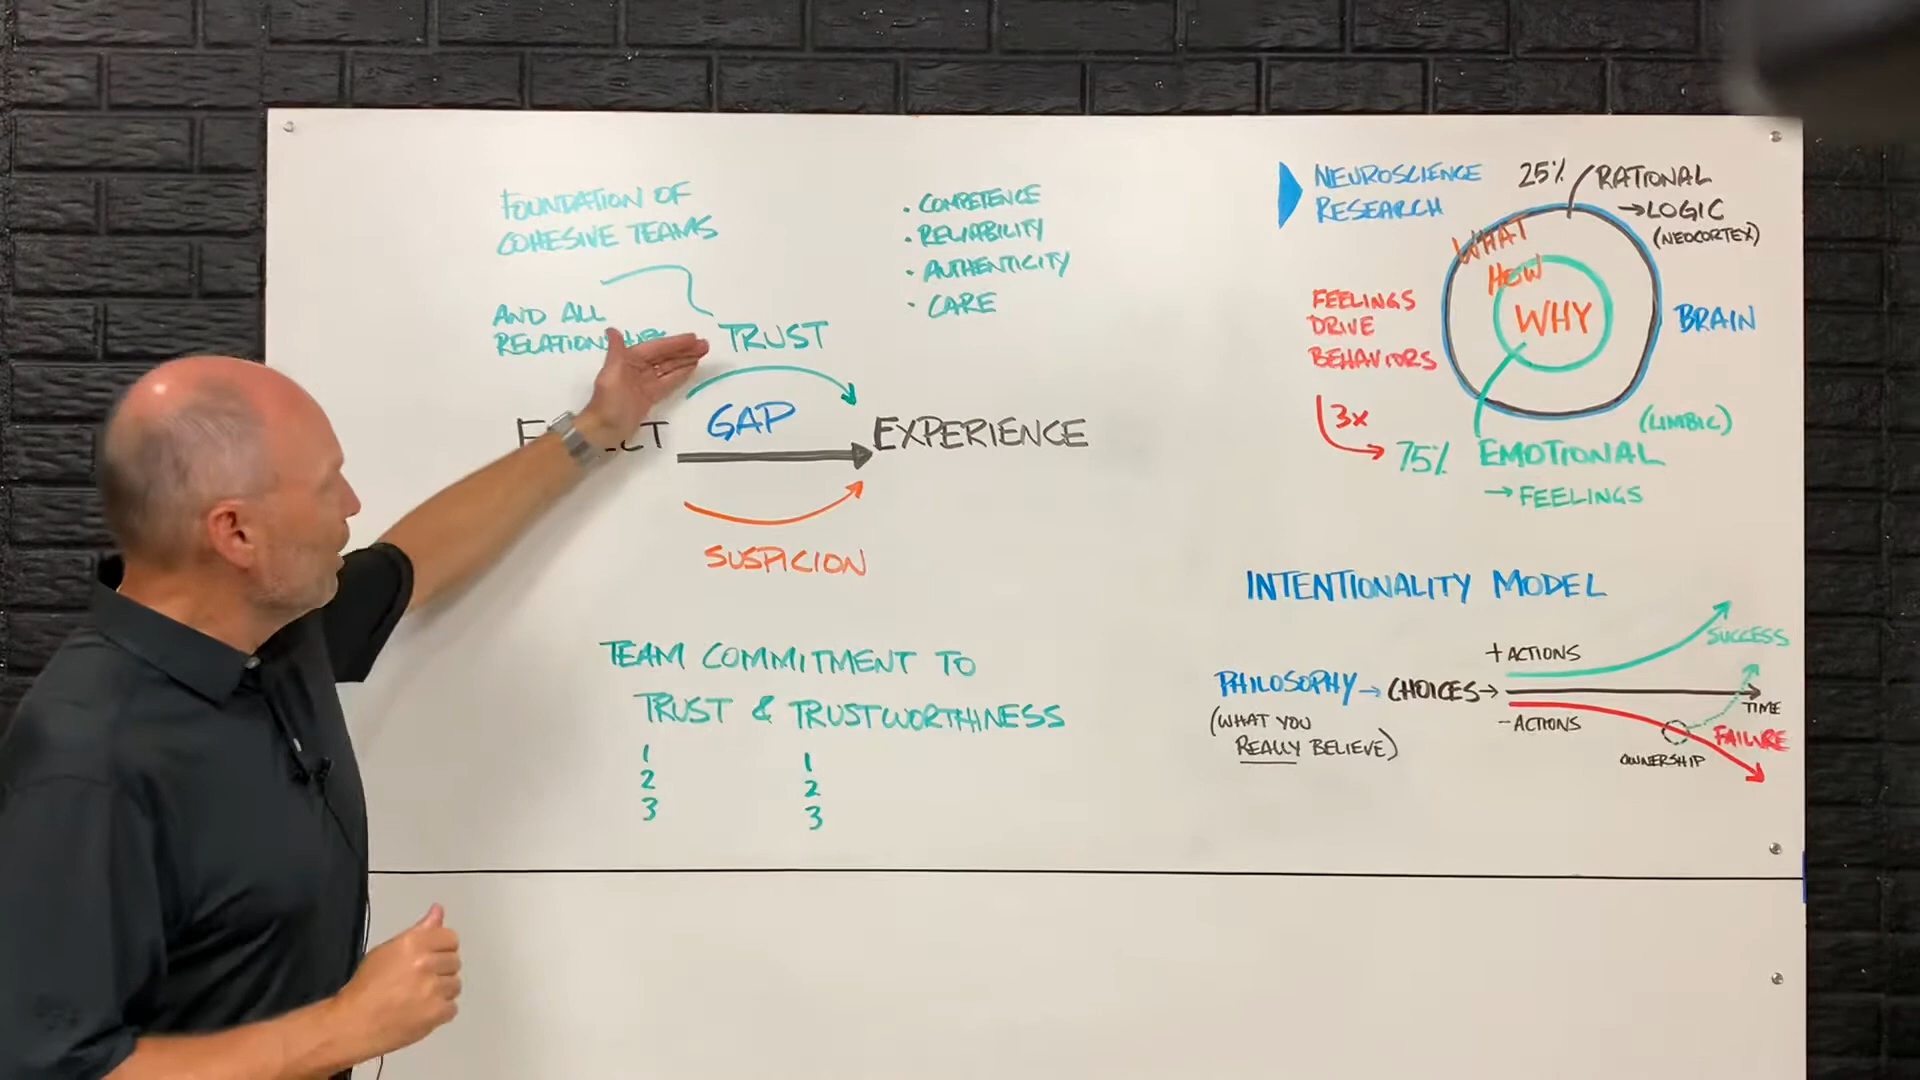 FOUNDATION OF
COHESIVE TEAMS
AND ALL
TRUST
GAP
EXPERIENCE
SUSPICION
• COMPETENCE
• RELIABILITY
• AUTHENTICITY
• CARE
TEAM COMMITMENT TO
TRUST & TRUSTWORTHINESS
1 1
2 2
3 3
NEUROSCIENCE
RESEARCH
25% RATIONAL
→LOGIC
(NEOCORTEX)
WHAT
HOW
WHY
BRAIN
FEELINGS
DRIVE
BEHAVIORS
3x
(LIMBIC)
75% EMOTIONAL
→ FEELINGS
INTENTIONALITY MODEL
PHILOSOPHY → CHOICES →
(WHAT YOU
REALLY BELIEVE)
+ ACTIONS
SUCCESS
TIME
- ACTIONS
FAILURE
OWNERSHIP